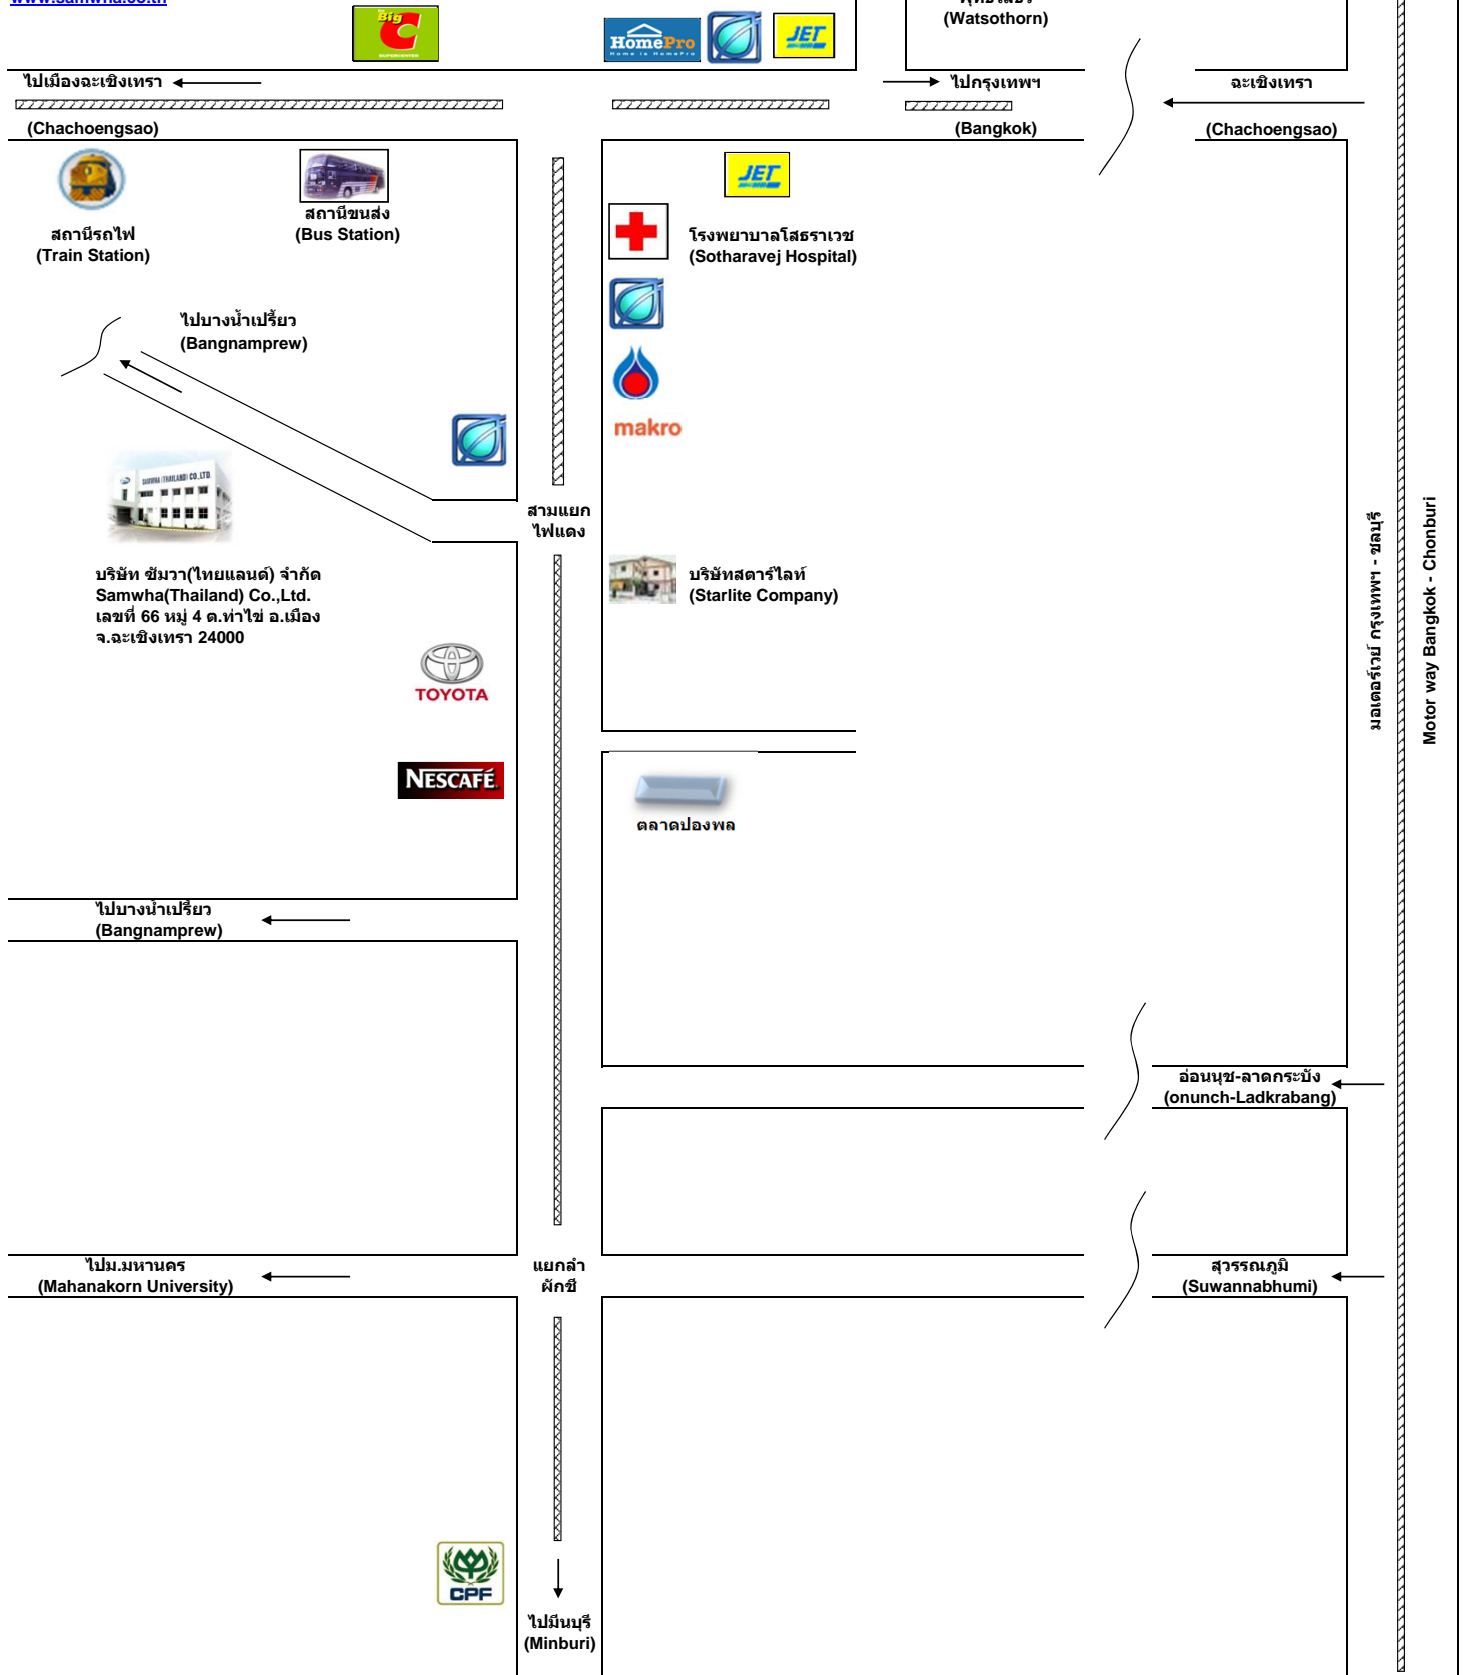 www.samwha.co.th
(Watsothorn)
Big
C
SUPERCENTER
HomePro
Home is HomePro
JET
ไปเมืองฉะเชิงเทรา
ไปกรุงเทพฯ
ฉะเชิงเทรา
(Chachoengsao)
(Bangkok)
(Chachoengsao)
JET
สถานีรถไฟ
(Train Station)
สถานีขนส่ง
(Bus Station)
โรงพยาบาลโสธราเวช
(Sotharavej Hospital)
ไปบางน้ำเปรี้ยว
(Bangnamprew)
makro
SAMWHA (THAILAND) CO.,LTD.
สามแยก
ไฟแดง
บริษัท ซัมวา(ไทยแลนด์) จำกัด
Samwha(Thailand) Co.,Ltd.
เลขที่ 66 หมู่ 4 ต.ท่าไข่ อ.เมือง
จ.ฉะเชิงเทรา 24000
บริษัทสตาร์ไลท์
(Starlite Company)
มอเตอร์เวย์ กรุงเทพฯ - ชลบุรี
Motor way Bangkok - Chonburi
TOYOTA
NESCAFÉ.
ตลาดปองพล
ไปบางน้ำเปรี้ยว
(Bangnamprew)
อ่อนนุช-ลาดกระบัง
(onunch-Ladkrabang)
ไปม.มหานคร
(Mahanakorn University)
แยกลำ
ผักชี
สุวรรณภูมิ
(Suwannabhumi)
CPF
ไปมีนบุรี
(Minburi)